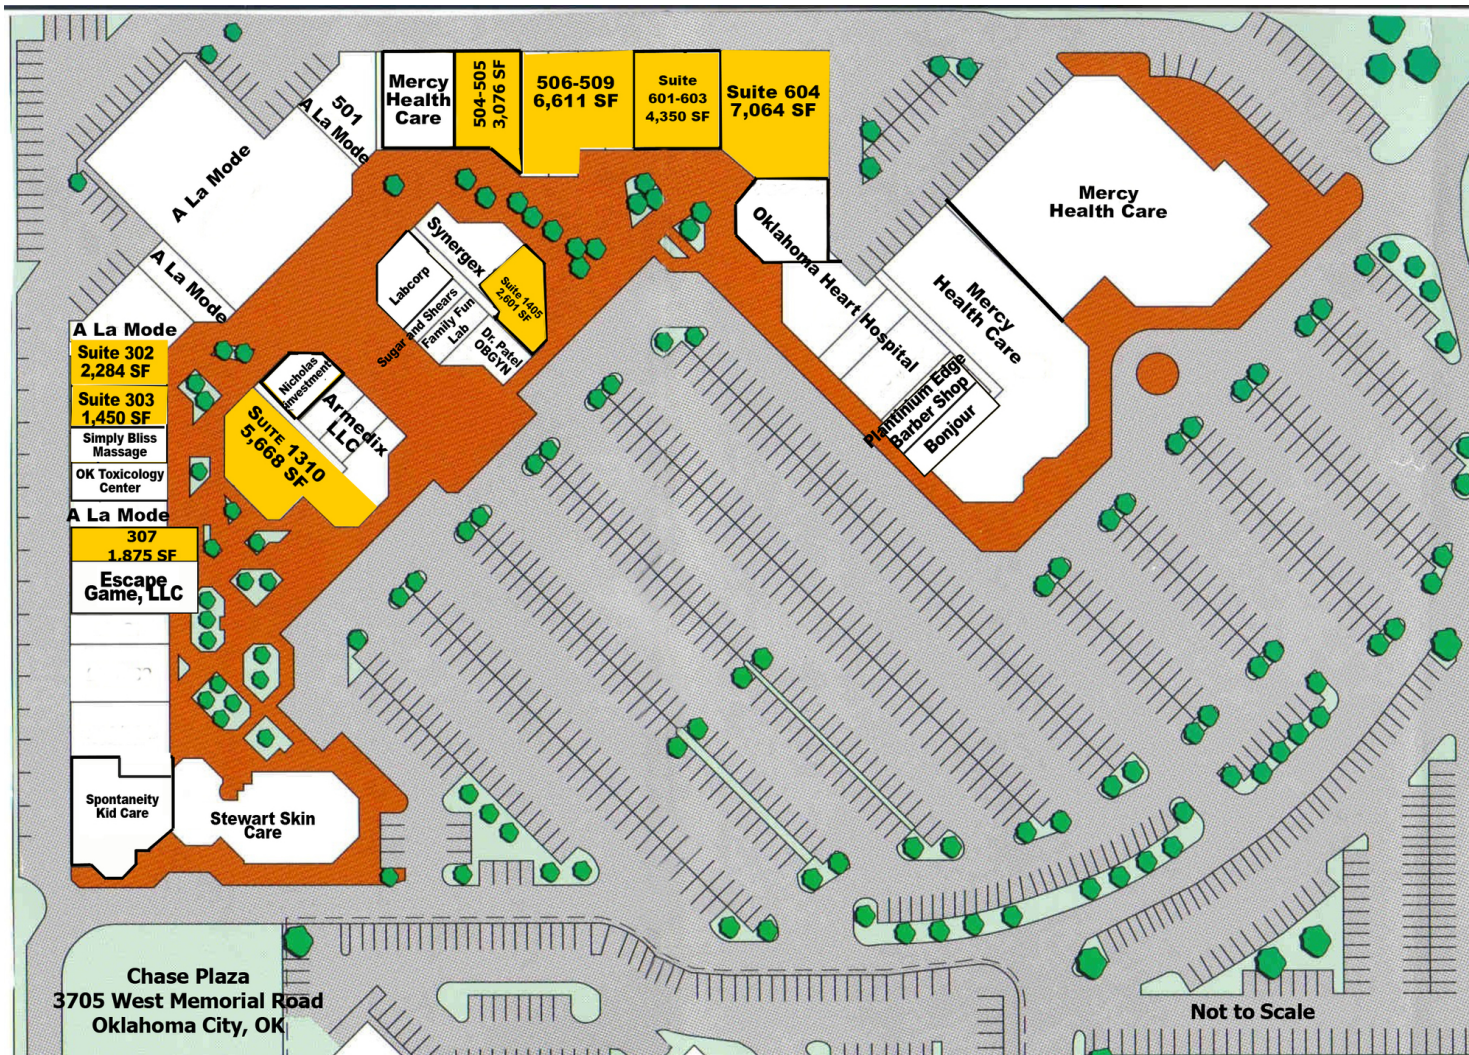 Mercy
Health
Care
504-505
3,076 SF
506-509
6,611 SF
Suite
601-603
4,350 SF
Suite 604
7,064 SF
501
A La Mode
A La Mode
A La Mode
A La Mode
Mercy
Health Care
Oklahoma Heart Hospital
Mercy
Health Care
Synergex
Labcorp
Suite 1405
2,601 SF
Sugar and Shears
Family Fun
Lab
Dr. Patel
OBGYN
Plantinium Edge
Barber Shop
Bonjour
Suite 302
2,284 SF
Suite 303
1,450 SF
Simply Bliss
Massage
OK Toxicology
Center
A La Mode
307
1,875 SF
Escape
Game, LLC
Nicholas
investments
Armedix
LLC
Suite 1310
5,668 SF
Spontaneity
Kid Care
Stewart Skin
Care
Chase Plaza
3705 West Memorial Road
Oklahoma City, OK
Not to Scale